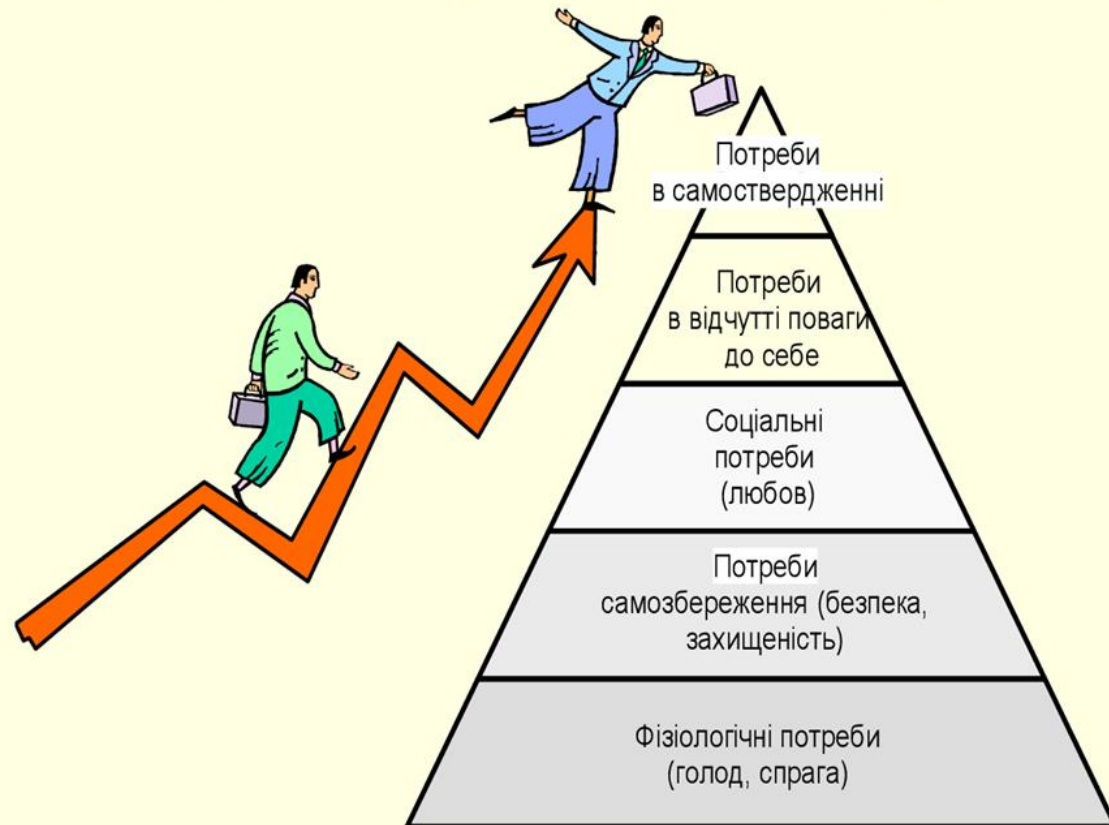 Потреби
в самоствердженні
Потреби
в відчутті поваги
до себе
Соціальні
потреби
(любов)
Потреби
самозбереження (безпека,
захищеність)
Фізіологічні потреби
(голод, спрага)